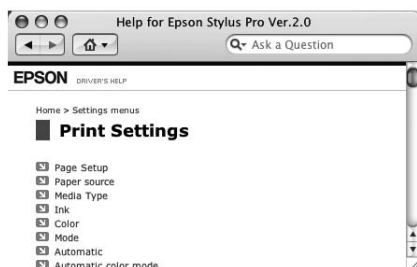 Help for Epson Stylus Pro Ver.2.0
Ask a Question
EPSON DRIVER'S HELP
Home > Settings menus
Print Settings
Page Setup
Paper source
Media Type
Ink
Color
Mode
Automatic
Automatic color mode